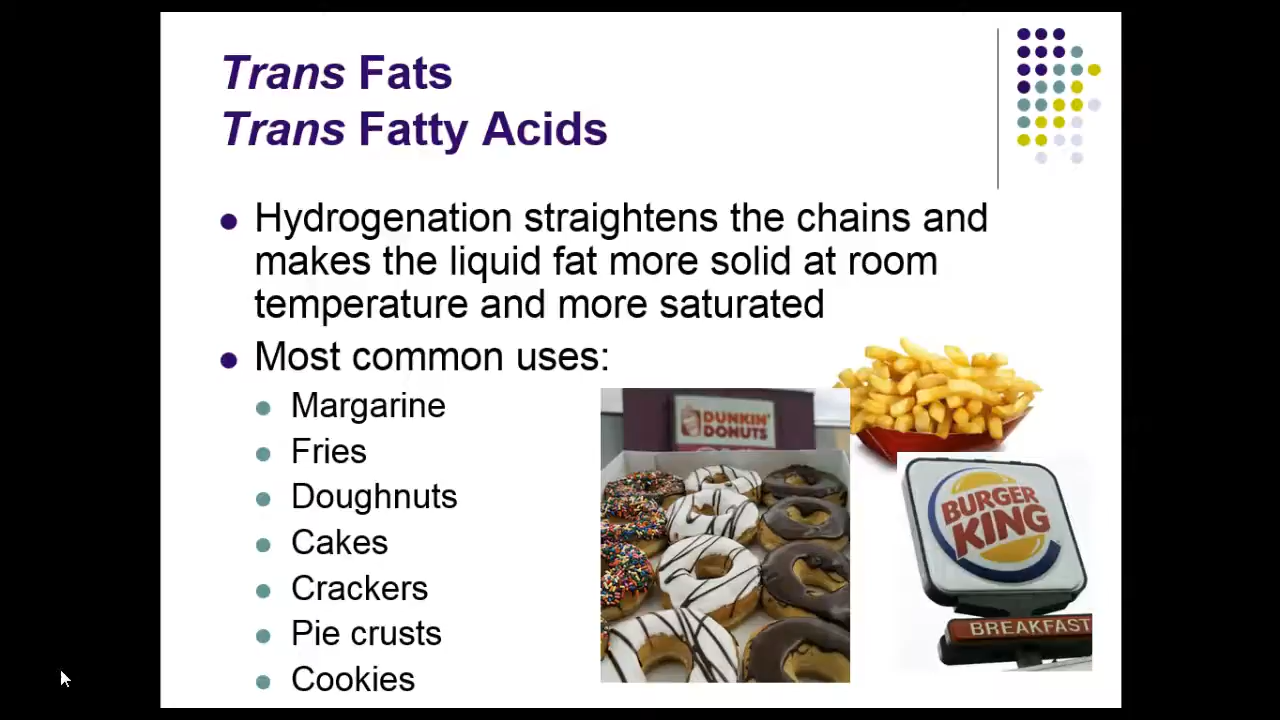 Trans Fats
Trans Fatty Acids
Hydrogenation straightens the chains and
makes the liquid fat more solid at room
temperature and more saturated
Most common uses:
Margarine
Fries
Doughnuts
Cakes
Crackers
Pie crusts
Cookies
DUNKIN'
DONUTS
BURGER
KING
BREAKFAST